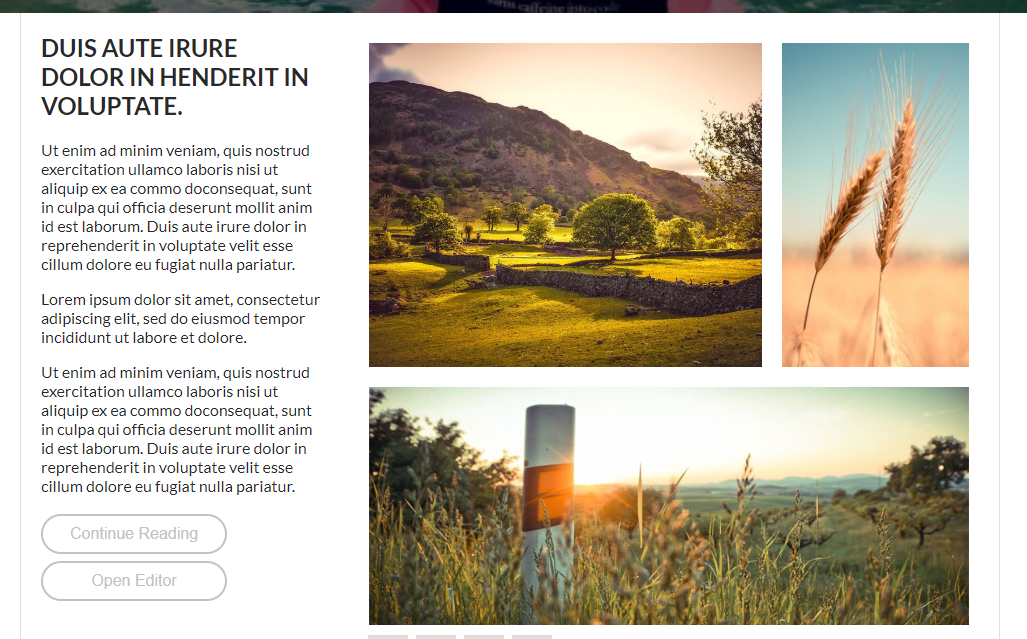 caffeine into code
DUIS AUTE IRURE
DOLOR IN HENDERIT IN
VOLUPTATE.
Ut enim ad minim veniam, quis nostrud
exercitation ullamco laboris nisi ut
aliquip ex ea commo doconsequat, sunt
in culpa qui officia deserunt mollit anim
id est laborum. Duis aute irure dolor in
reprehenderit in voluptate velit esse
cillum dolore eu fugiat nulla pariatur.
Lorem ipsum dolor sit amet, consectetur
adipiscing elit, sed do eiusmod tempor
incididunt ut labore et dolore.
Ut enim ad minim veniam, quis nostrud
exercitation ullamco laboris nisi ut
aliquip ex ea commo doconsequat, sunt
in culpa qui officia deserunt mollit anim
id est laborum. Duis aute irure dolor in
reprehenderit in voluptate velit esse
cillum dolore eu fugiat nulla pariatur.
Continue Reading
Open Editor